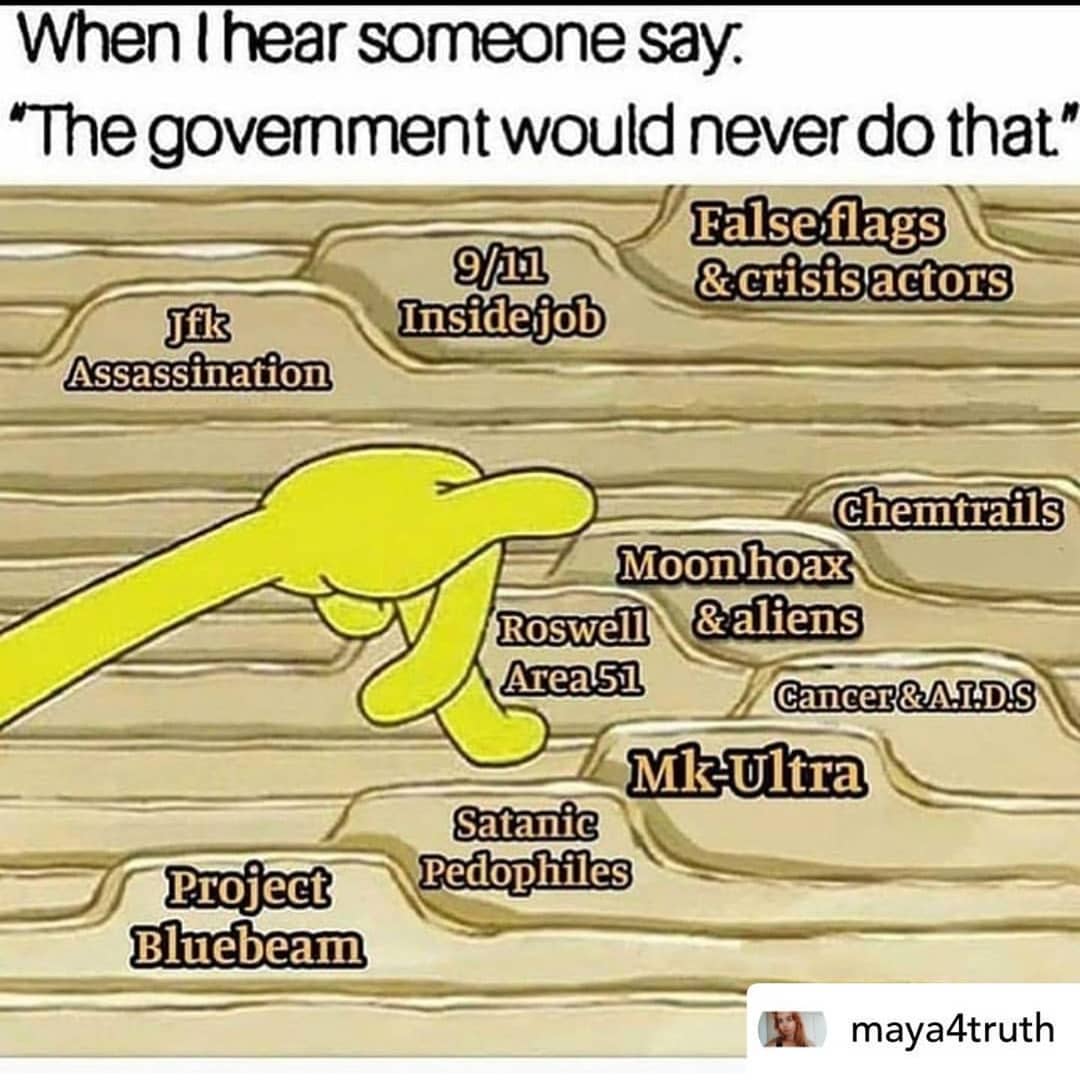 When I hear someone say:
"The government would never do that."
False flags
& crisis actors
9/11
Inside job
Jfk
Assassination
Chemtrails
Moon hoax
& aliens
Roswell
Area 51
Cancer & A.I.D.S
Mk-Ultra
Satanic
Pedophiles
Project
Bluebeam
maya4truth